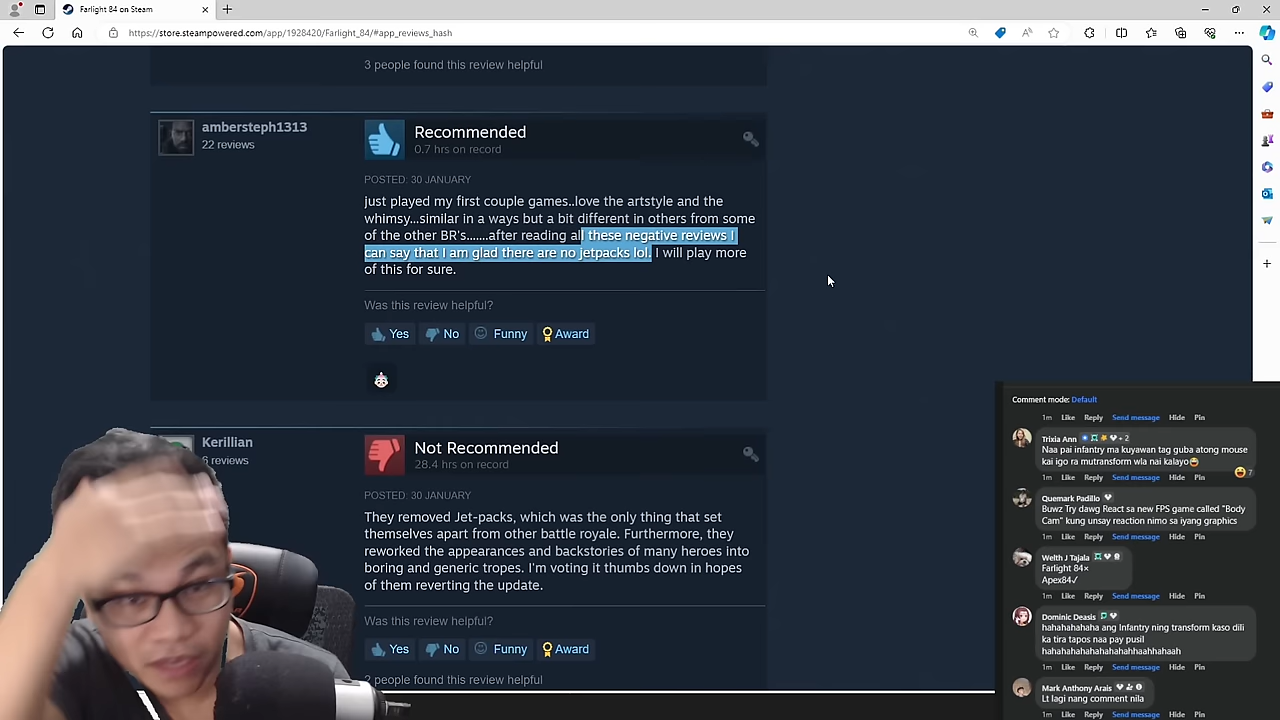 Farlight 84 on Steam
https://store.steampowered.com/app/1928420/Farlight_84/#app_reviews_hash
3 people found this review helpful
ambersteph1313
22 reviews
Recommended
0.7 hrs on record
POSTED: 30 JANUARY
just played my first couple games..love the artstyle and the
whimsy...similar in a ways but a bit different in others from some
of the other BR's.......after reading all these negative reviews I
can say that I am glad there are no jetpacks lol. I will play more
of this for sure.
Was this review helpful?
Yes No Funny Award
Kerillian
6 reviews
Not Recommended
28.4 hrs on record
POSTED: 30 JANUARY
They removed Jet-packs, which was the only thing that set
themselves apart from other battle royale. Furthermore, they
reworked the appearances and backstories of many heroes into
boring and generic tropes. I'm voting it thumbs down in hopes
of them reverting the update.
Was this review helpful?
Yes No Funny Award
2 people found this review helpful
Comment mode: Default
1m Like Reply Send message Hide Pin
Trixia Ann + 2
Naa pai infantry ma kuyawan tag guba atong mouse
kai igo ra mutransform wla nai kalayo😆
7
1m Like Reply Send message Hide Pin
Quemark Padillo
Buwz Try dawg React sa new FPS game called "Body
Cam" kung unsay reaction nimo sa iyang graphics
1m Like Reply Send message Hide Pin
Welth J Tajala
Farlight 84×
Apex84✓
1m Like Reply Send message Hide Pin
Dominic Deasis
hahahahahaha ang Infantry ning transform kaso dili
ka tira tapos naa pay pusil
hahahahahahahahahahhaahhahaah
1m Like Reply Send message Hide Pin
Mark Anthony Arais
Lt lagi nang comment nila
1m Like Reply Send message Hide Pin